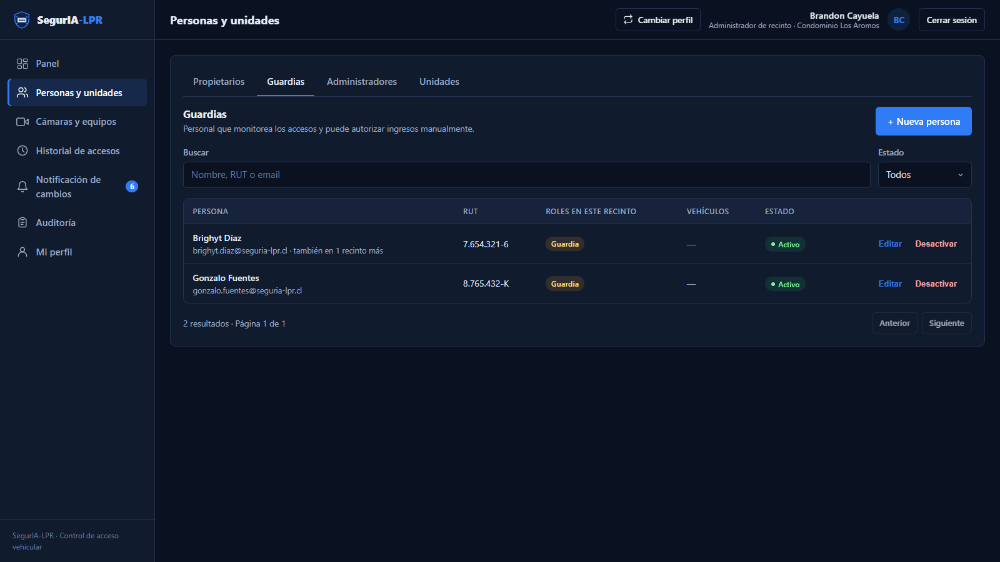 SegurIA-LPR
Personas y unidades
Cambiar perfil
Brandon Cayuela
Administrador de recinto · Condominio Los Aromos
BC
Cerrar sesión
Panel
Personas y unidades
Cámaras y equipos
Historial de accesos
Notificación de
cambios
6
Auditoría
Mi perfil
SegurIA-LPR · Control de acceso
vehicular
Propietarios
Guardias
Administradores
Unidades
Guardias
Personal que monitorea los accesos y puede autorizar ingresos manualmente.
+ Nueva persona
Buscar
Nombre, RUT o email
Estado
Todos
PERSONA RUT ROLES EN ESTE RECINTO VEHÍCULOS ESTADO
Brighyt Díaz
brighyt.diaz@seguria-lpr.cl · también en 1 recinto más
7.654.321-6
Guardia
—
Activo
Editar
Desactivar
Gonzalo Fuentes
gonzalo.fuentes@seguria-lpr.cl
8.765.432-K
Guardia
—
Activo
Editar
Desactivar
2 resultados · Página 1 de 1
Anterior
Siguiente